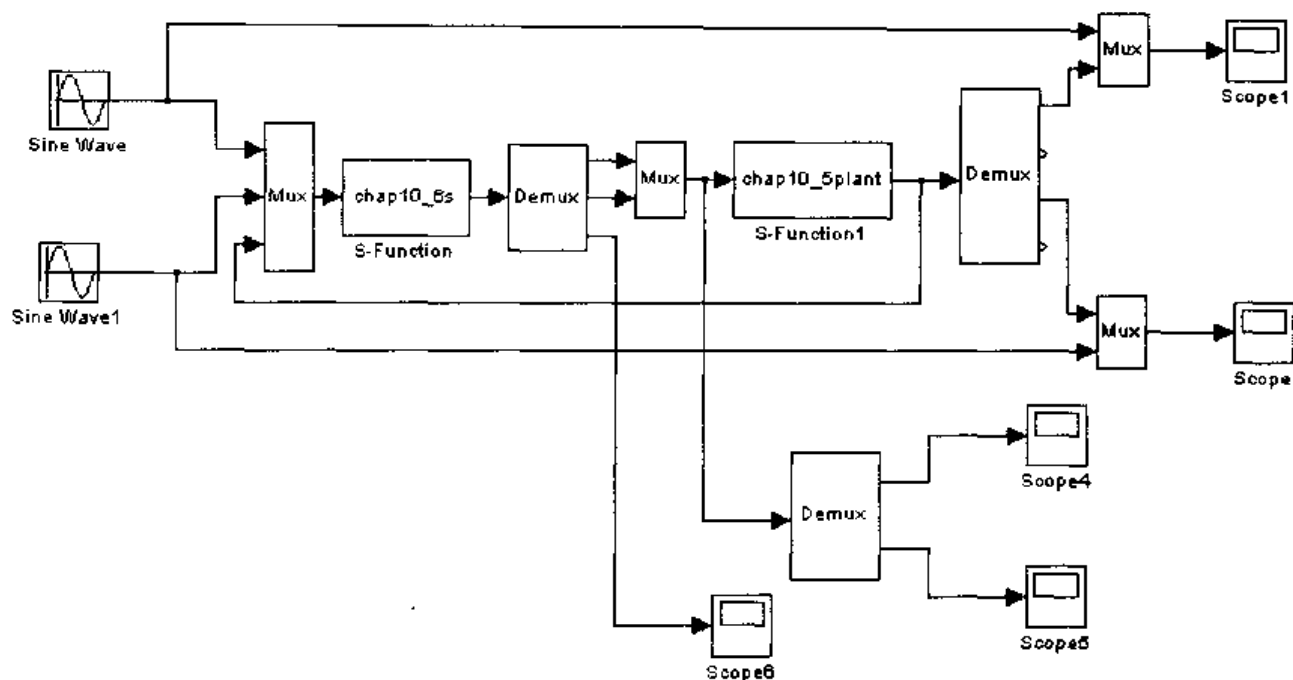 Mux
Scope1
Sine Wave
Mux
chap10_6s
Demux
Mux
chap10_5plant
Demux
S-Function
S-Function1
Sine Wave1
Mux
Scope
Scope4
Demux
Scope5
Scope6